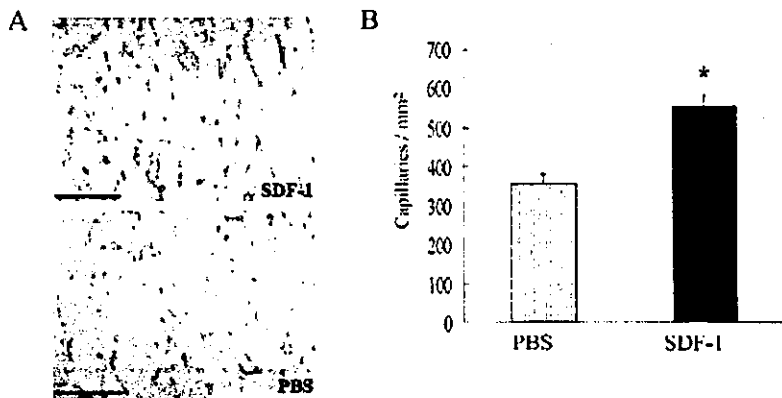 A
SDF-1
PBS
B
Capillaries / mm²
700
600
500
400
300
200
100
0
*
PBS
SDF-1